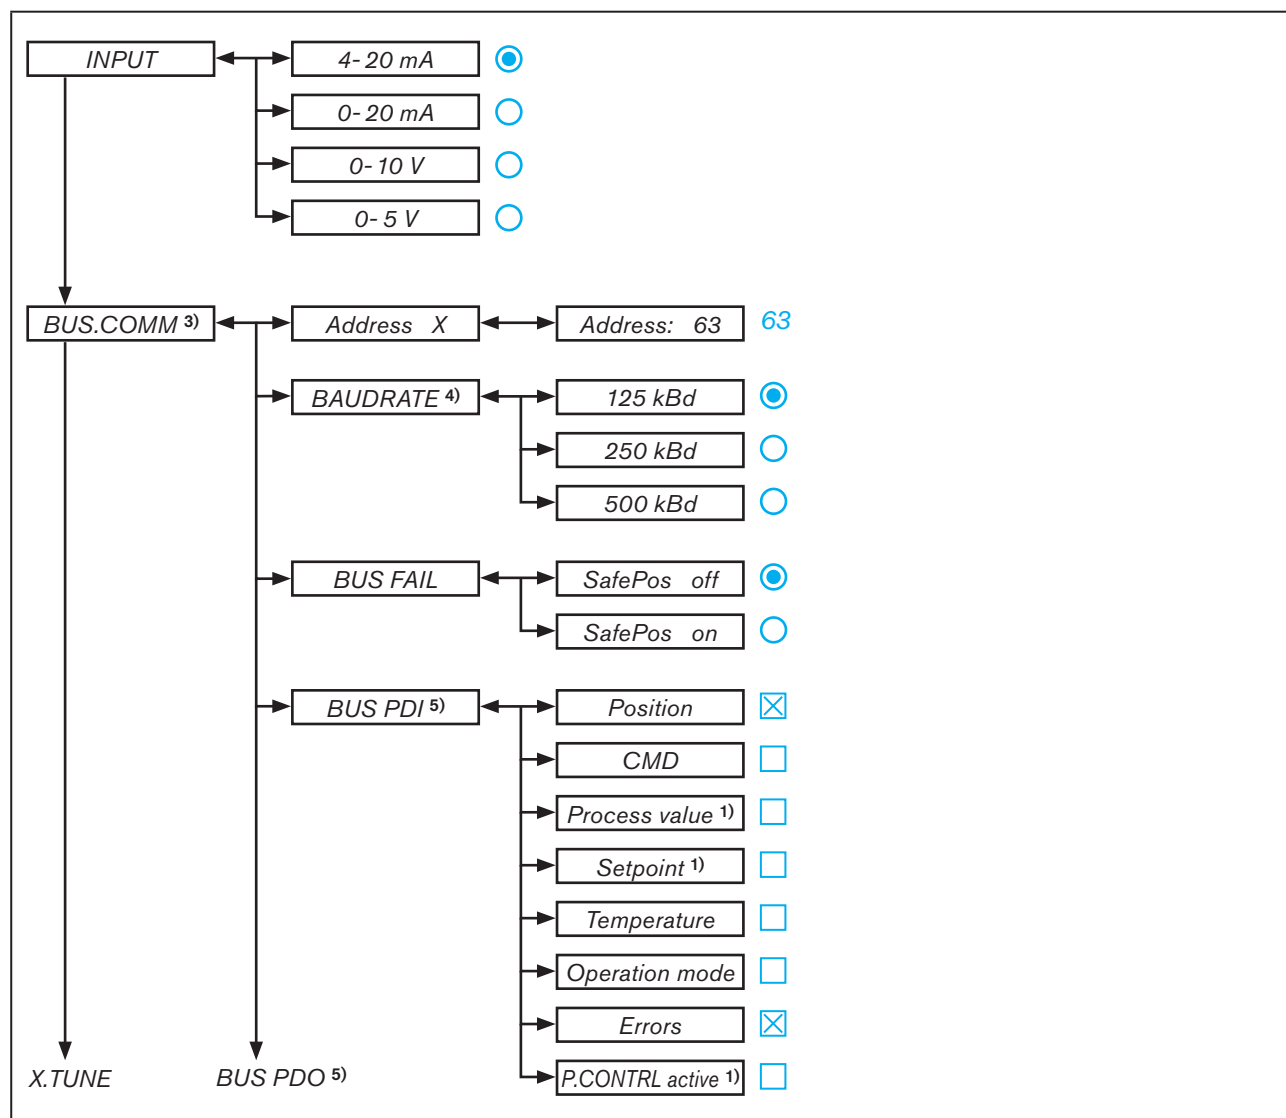 INPUT
4-20 mA
0-20 mA
0-10 V
0-5 V
BUS.COMM 3)
Address X
Address: 63
63
BAUDRATE 4)
125 kBd
250 kBd
500 kBd
BUS FAIL
SafePos off
SafePos on
BUS PDI 5)
Position
CMD
Process value 1)
Setpoint 1)
Temperature
Operation mode
Errors
P.CONTRL active 1)
X.TUNE
BUS PDO 5)